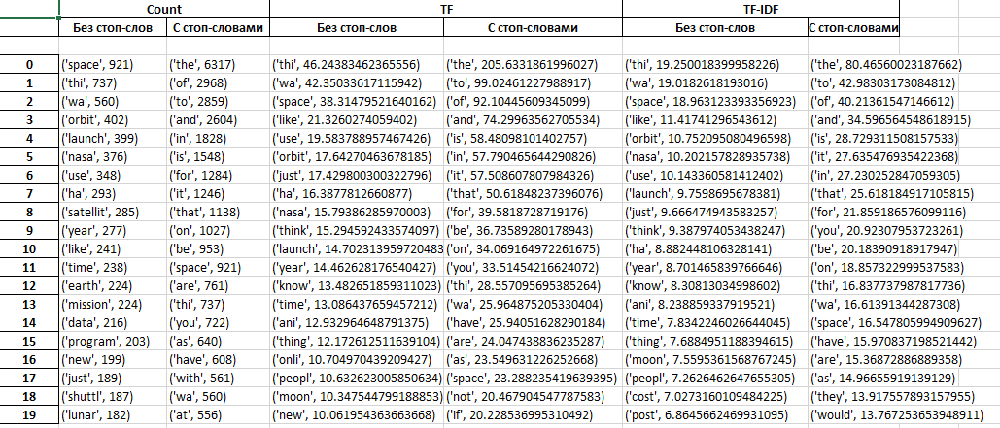 Count TF TF-IDF
Без стоп-слов С стоп-словами Без стоп-слов С стоп-словами Без стоп-слов С стоп-словами
0 ('space', 921) ('the', 6317) ('thi', 46.24383462365556) ('the', 205.6331861996027) ('thi', 19.250018399958226) ('the', 80.46560023187662)
1 ('thi', 737) ('of', 2968) ('wa', 42.35033617115942) ('to', 99.02461227988917) ('wa', 19.0182618193016) ('to', 42.98303173084812)
2 ('wa', 560) ('to', 2859) ('space', 38.31479521640162) ('of', 92.10445609345099) ('space', 18.963123393356923) ('of', 40.21361547146612)
3 ('orbit', 402) ('and', 2604) ('like', 21.3260274059402) ('and', 74.29963562705534) ('like', 11.41741296543612) ('and', 34.596564548618915)
4 ('launch', 399) ('in', 1828) ('use', 19.583788957467426) ('is', 58.48098101402757) ('orbit', 10.752095080496598) ('is', 28.729311508157533)
5 ('nasa', 376) ('is', 1548) ('orbit', 17.64270463678185) ('in', 57.790465644290826) ('nasa', 10.202157828935738) ('it', 27.635476935422368)
6 ('use', 348) ('for', 1284) ('just', 17.429800300322796) ('it', 57.508607807984326) ('use', 10.143360581412402) ('in', 27.230252847059305)
7 ('ha', 293) ('it', 1246) ('ha', 16.3877812660877) ('that', 50.61848237396076) ('launch', 9.7598695678381) ('that', 25.618184917105815)
8 ('satellit', 285) ('that', 1138) ('nasa', 15.79386285970003) ('for', 39.5818728719176) ('just', 9.666474943583257) ('for', 21.859186576099116)
9 ('year', 277) ('on', 1027) ('think', 15.294592433574097) ('be', 36.73589280178943) ('think', 9.387974053438247) ('you', 20.92307953723261)
10 ('like', 241) ('be', 953) ('launch', 14.702313959720483 ('on', 34.069164972261675) ('ha', 8.882448106328141) ('be', 20.18390918917947)
11 ('time', 238) ('space', 921) ('year', 14.462628176540427) ('you', 33.51454216624072) ('year', 8.701465839766646) ('on', 18.857322999537583)
12 ('earth', 224) ('are', 761) ('know', 13.482651859311023) ('thi', 28.557095695385264) ('know', 8.30813034998602) ('thi', 16.837737987817736)
13 ('mission', 224) ('thi', 737) ('time', 13.086437659457212) ('wa', 25.964875205330404) ('ani', 8.238859337919521) ('wa', 16.61391344287308)
14 ('data', 216) ('you', 722) ('ani', 12.932964648791375) ('have', 25.94051628290184) ('time', 7.8342246026644045) ('space', 16.547805994909627)
15 ('program', 203) ('as', 640) ('thing', 12.172612511639104) ('are', 24.047438836235287) ('thing', 7.6884951188394615) ('have', 15.970837198521442)
16 ('new', 199) ('have', 608) ('onli', 10.704970439209427) ('as', 23.549631226252668) ('moon', 7.5595361568767245) ('are', 15.36872886889358)
17 ('just', 189) ('with', 561) ('peopl', 10.632623005850634) ('space', 23.288235419639395) ('peopl', 7.2626462647655305) ('as', 14.96655919139129)
18 ('shuttl', 187) ('wa', 560) ('moon', 10.347544799188853) ('not', 20.467904547787583) ('cost', 7.0273160109484225) ('they', 13.917557893157955)
19 ('lunar', 182) ('at', 556) ('new', 10.061954363663668) ('if', 20.228536995310492) ('post', 6.8645662469931095) ('would', 13.767253653948911)